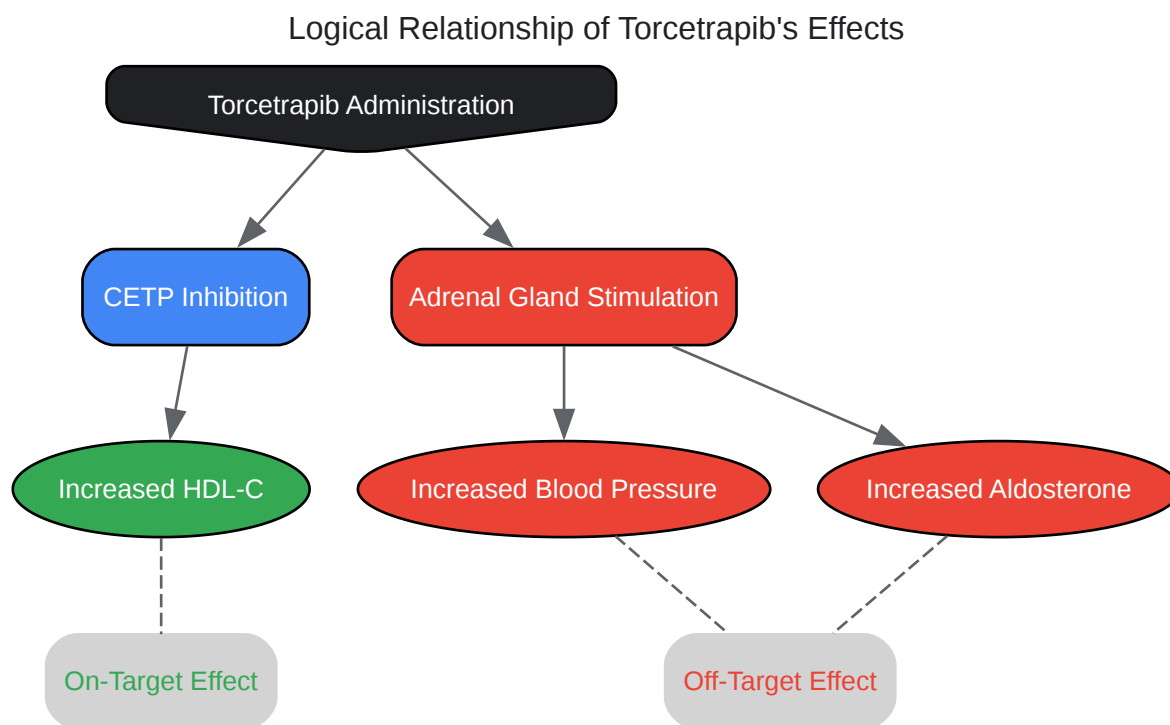 Logical Relationship of Torcetrapib's Effects
Torcetrapib Administration
CETP Inhibition
Adrenal Gland Stimulation
Increased HDL-C
Increased Blood Pressure
Increased Aldosterone
On-Target Effect
Off-Target Effect